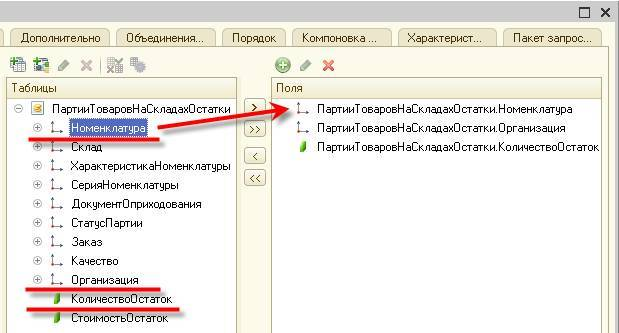 Дополнительно
Объединения...
Порядок
Компоновка ...
Характерист...
Пакет запрос...
Таблицы
ПартииТоваровНаСкладахОстатки
Номенклатура
Склад
ХарактеристикаНоменклатуры
СерияНоменклатуры
ДокументОприходования
СтатусПартии
Заказ
Качество
Организация
КоличествоОстаток
СтоимостьОстаток
>
>>
<
<<
Поля
ПартииТоваровНаСкладахОстатки.Номенклатура
ПартииТоваровНаСкладахОстатки.Организация
ПартииТоваровНаСкладахОстатки.КоличествоОстаток